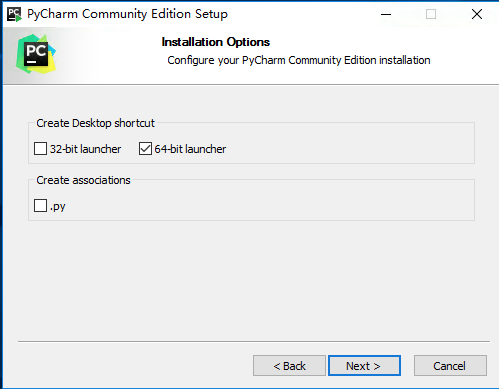 PC PyCharm Community Edition Setup
PC
Installation Options
Configure your PyCharm Community Edition installation
Create Desktop shortcut
32-bit launcher 64-bit launcher
Create associations
.py
< Back Next > Cancel